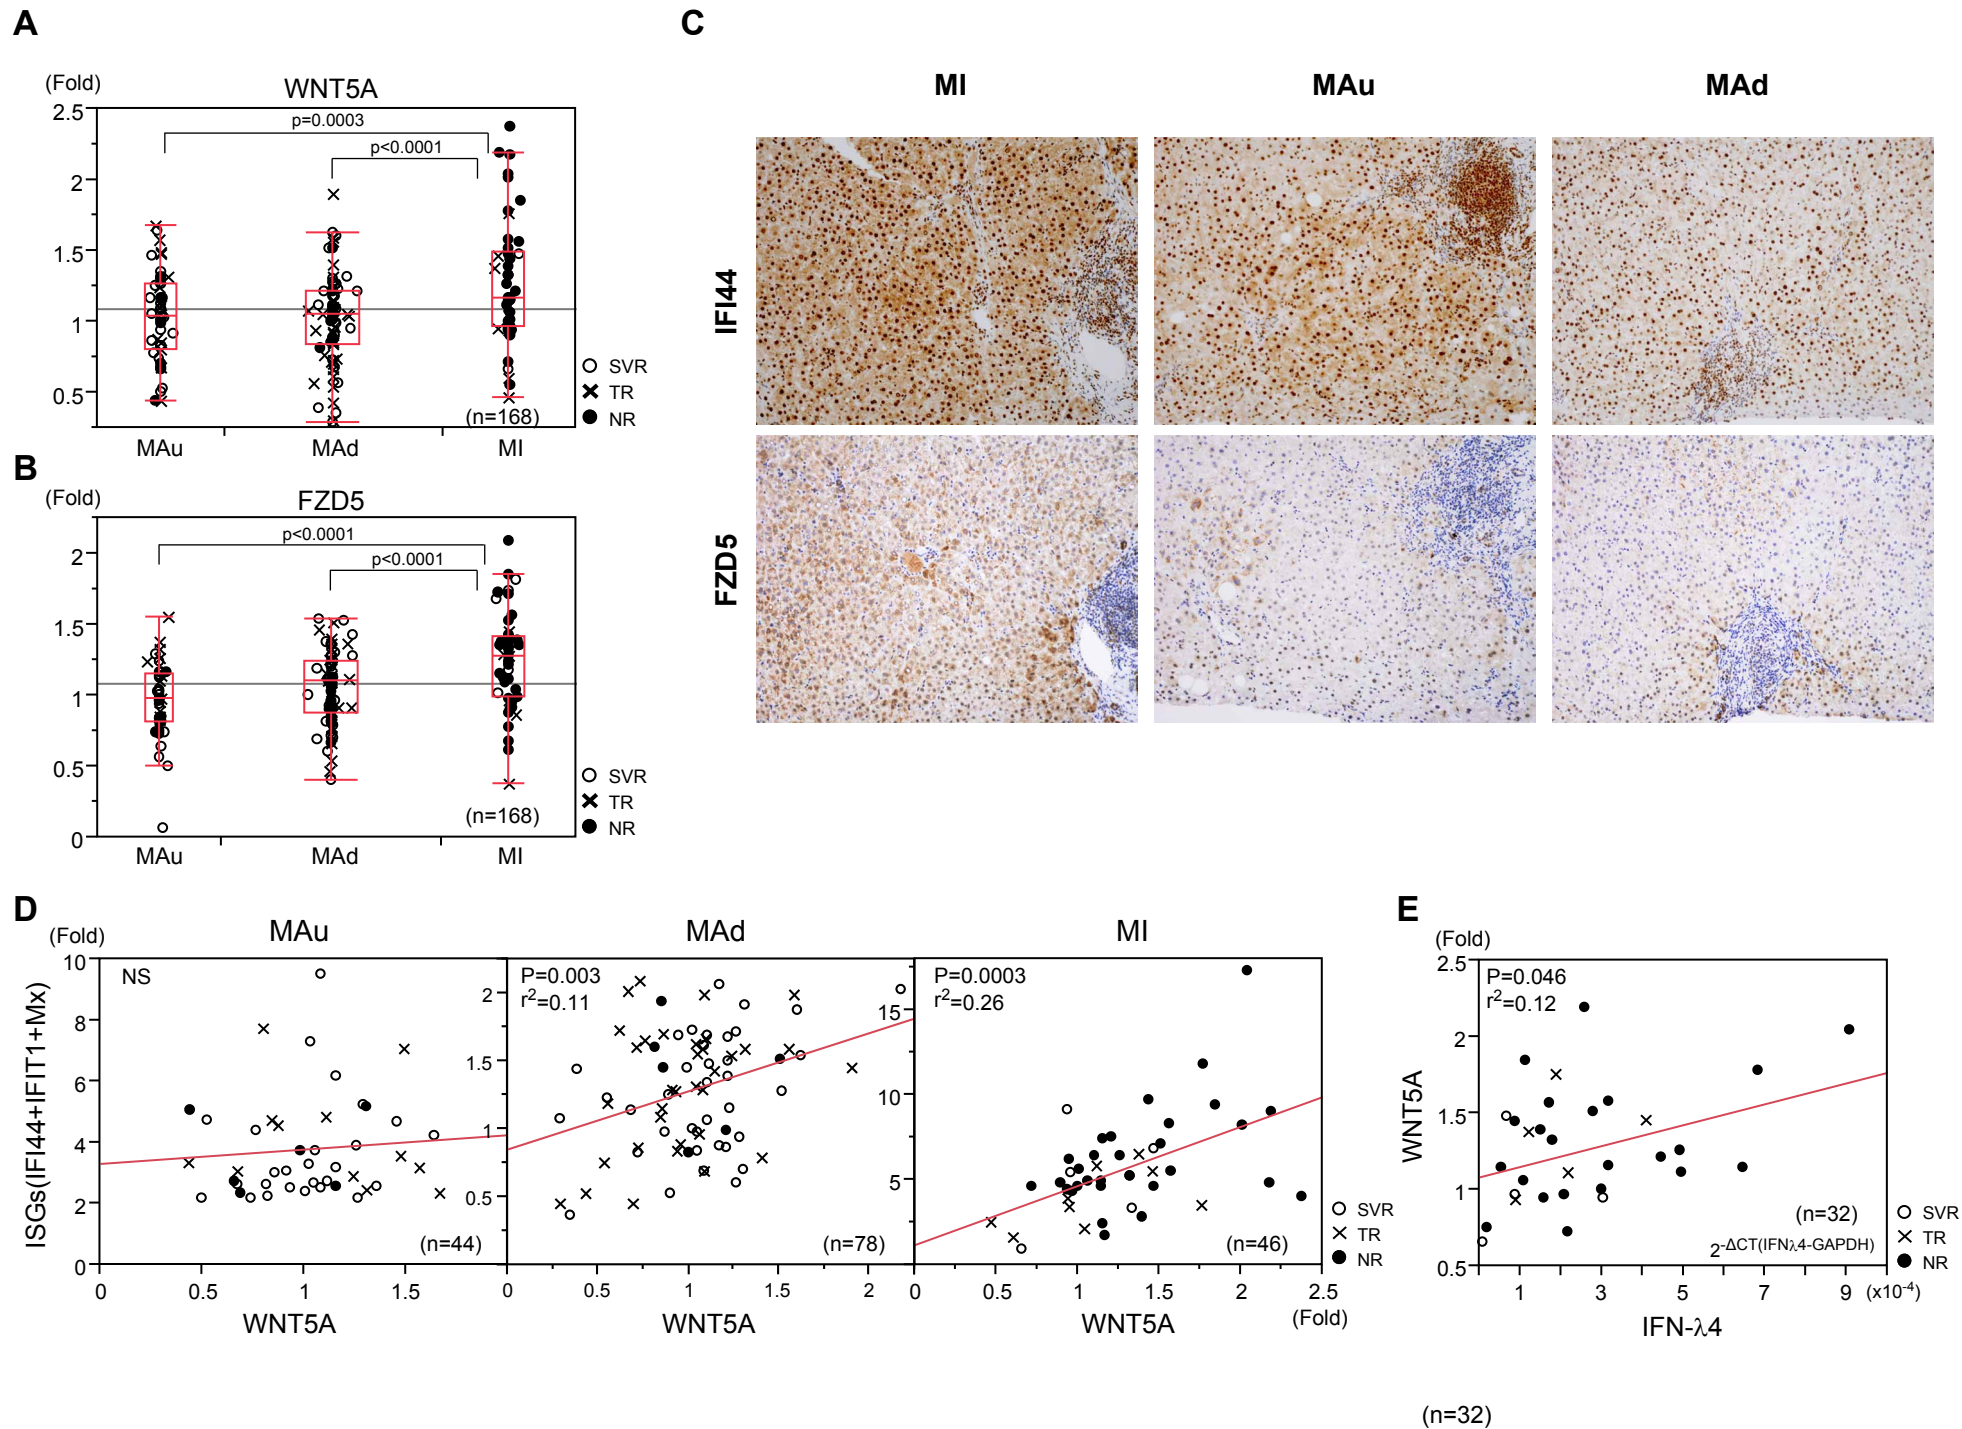 A
(Fold)
WNT5A
2.5
p=0.0003
p<0.0001
2
1.5
1
0.5
SVR
TR
NR
(n=168)
MAu
MAd
MI
B
(Fold)
FZD5
p<0.0001
p<0.0001
2
1.5
1
0.5
0
SVR
TR
NR
(n=168)
MAu
MAd
MI
C
MI
MAu
MAd
IFI44
FZD5
D
(Fold)
ISGs(IFI44+IFIT1+Mx)
MAu
NS
10
8
6
4
2
0
(n=44)
0
0.5
1
1.5
WNT5A
MAd
P=0.003
r²=0.11
2
1.5
1
0.5
(n=78)
0
0.5
1
1.5
2
WNT5A
MI
P=0.0003
r²=0.26
15
10
5
(n=46)
0
0.5
1
1.5
2
2.5
WNT5A
(Fold)
SVR
TR
NR
E
(Fold)
WNT5A
2.5
P=0.046
r²=0.12
2
1.5
1
0.5
(n=32)
2^-ΔCT(IFNλ4-GAPDH)
1
3
5
7
9
(x10⁻⁴)
IFN-λ4
SVR
TR
NR
(n=32)